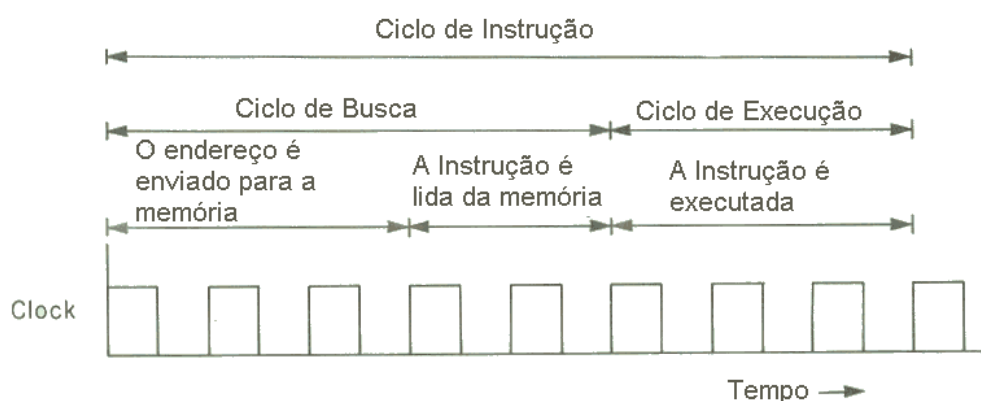 Ciclo de Instrução
Ciclo de Busca
Ciclo de Execução
O endereço é
enviado para a
memória
A Instrução é
lida da memória
A Instrução é
executada
Clock
Tempo